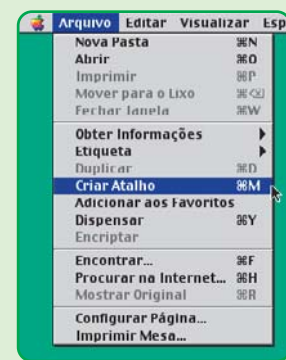 Arquivo Editar Visualizar Esp
Nova Pasta ⌘N
Abrir ⌘O
Imprimir ⌘P
Mover para o Lixo ⌘⌫
Fechar Janela ⌘W
Obter Informações
Etiqueta
Duplicar ⌘D
Criar Atalho ⌘M
Adicionar aos Favoritos
Dispensar ⌘Y
Encriptar
Encontrar... ⌘F
Procurar na Internet... ⌘H
Mostrar Original ⌘R
Configurar Página...
Imprimir Mesa...